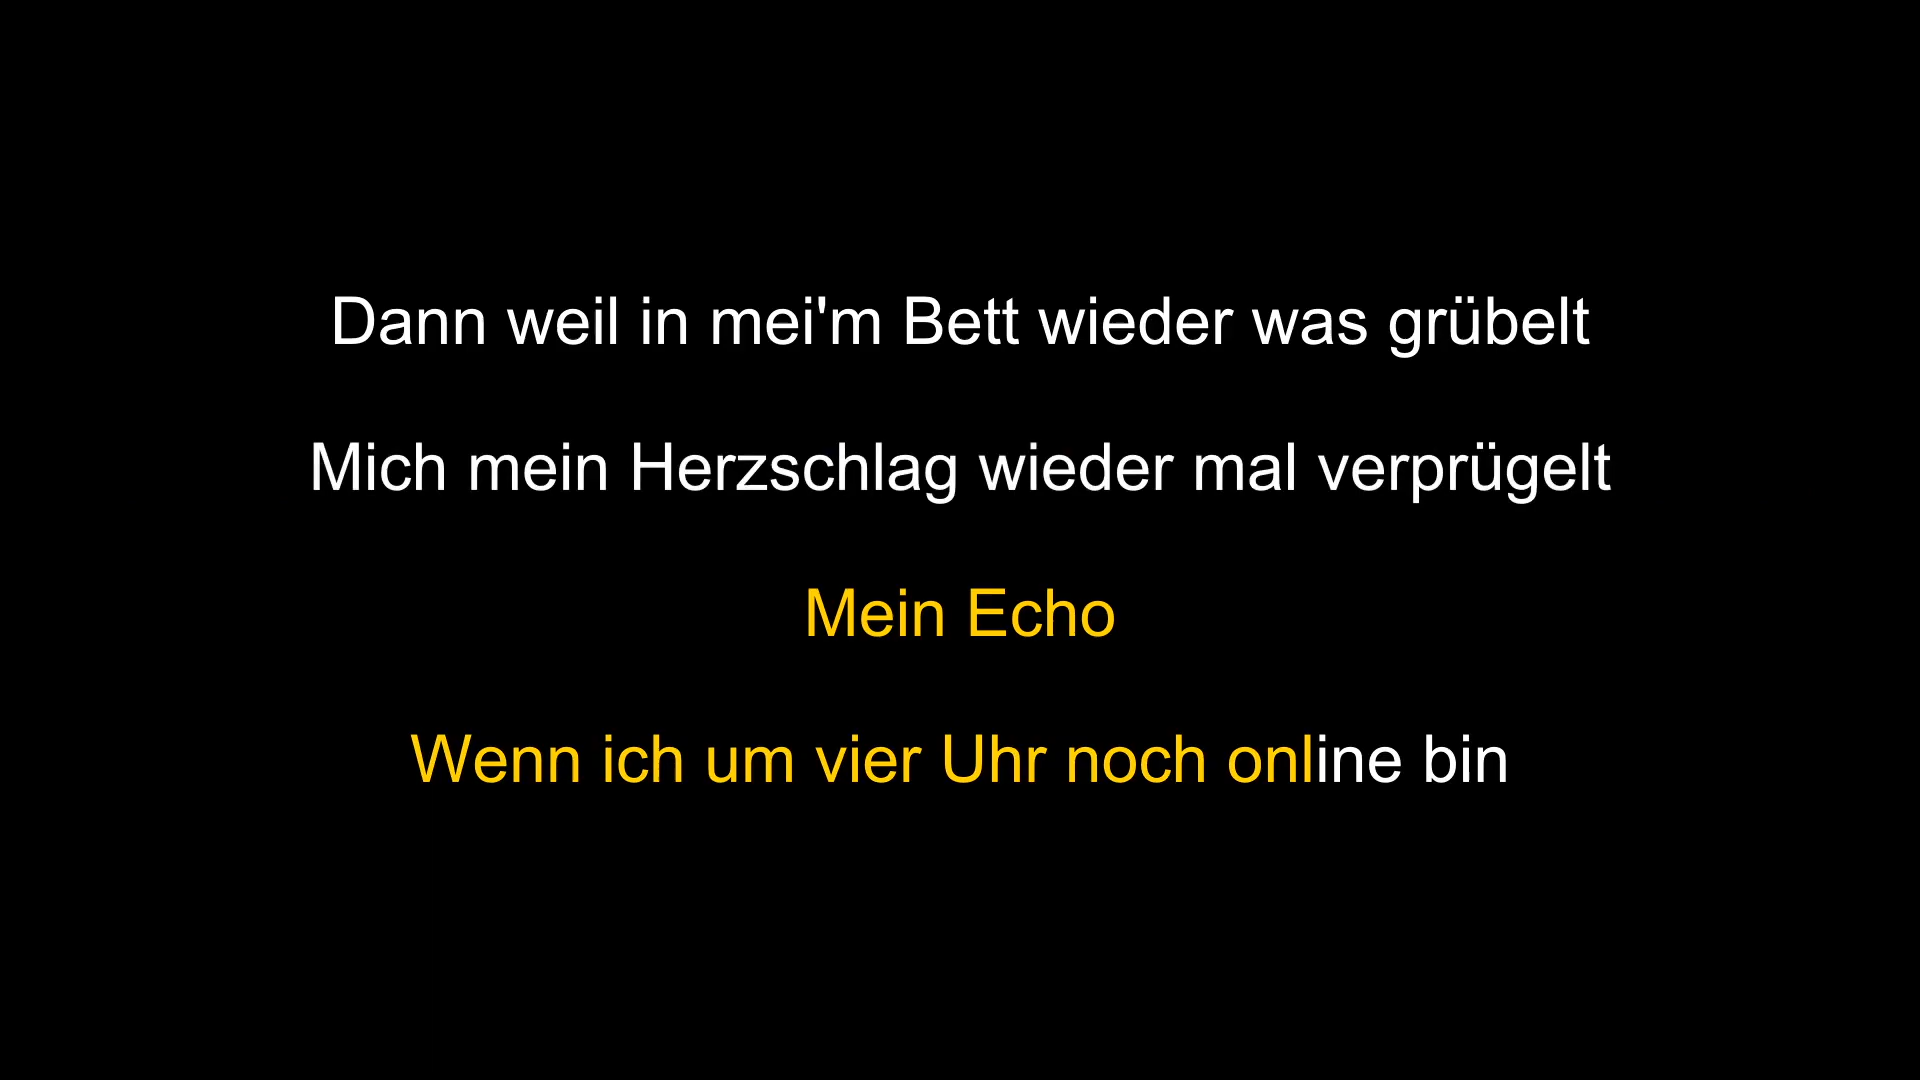 Dann weil in mei'm Bett wieder was grübelt
Mich mein Herzschlag wieder mal verprügelt
Mein Echo
Wenn ich um vier Uhr noch online bin